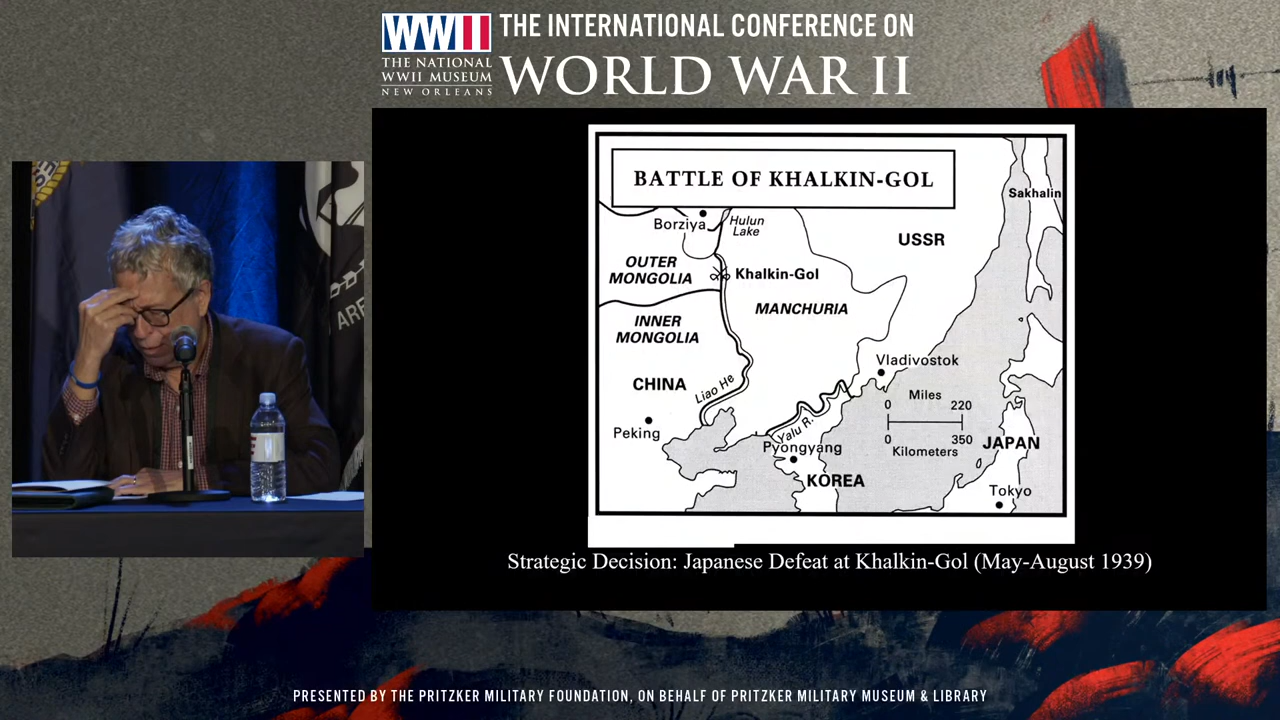 WWII
THE NATIONAL
WWII MUSEUM
NEW ORLEANS
THE INTERNATIONAL CONFERENCE ON
WORLD WAR II
BATTLE OF KHALKIN-GOL
Sakhalin
Borziya
Hulun
Lake
USSR
OUTER
MONGOLIA
Khalkin-Gol
MANCHURIA
INNER
MONGOLIA
Vladivostok
CHINA
Liao He
Miles
0 220
0 350
Kilometers
Peking
Yalu R.
JAPAN
Pyongyang
KOREA
Tokyo
Strategic Decision: Japanese Defeat at Khalkin-Gol (May-August 1939)
ARE
PRESENTED BY THE PRITZKER MILITARY FOUNDATION, ON BEHALF OF PRITZKER MILITARY MUSEUM & LIBRARY